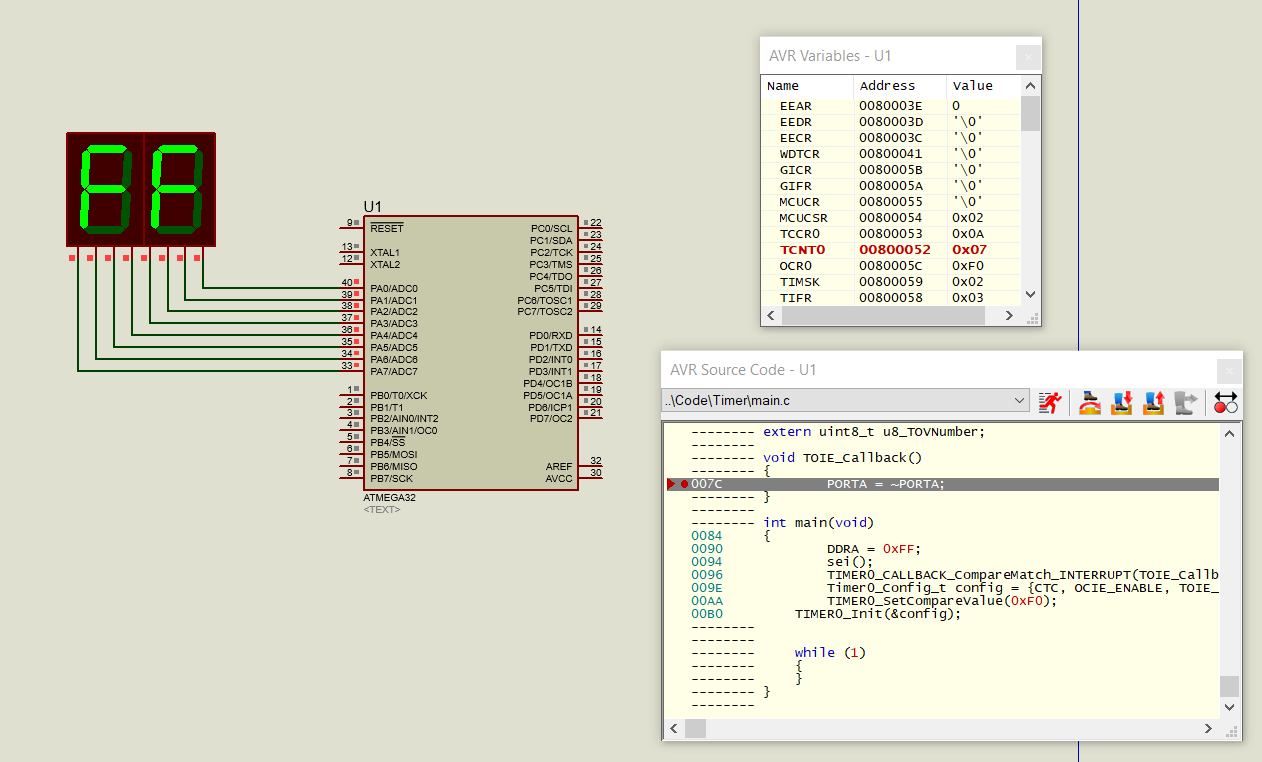 FF
U1
9 RESET
13 XTAL1
12 XTAL2
40 PA0/ADC0
39 PA1/ADC1
38 PA2/ADC2
37 PA3/ADC3
36 PA4/ADC4
35 PA5/ADC5
34 PA6/ADC6
33 PA7/ADC7
1 PB0/T0/XCK
2 PB1/T1
3 PB2/AIN0/INT2
4 PB3/AIN1/OC0
5 PB4/SS
6 PB5/MOSI
7 PB6/MISO
8 PB7/SCK
PC0/SCL 22
PC1/SDA 23
PC2/TCK 24
PC3/TMS 25
PC4/TDO 26
PC5/TDI 27
PC6/TOSC1 28
PC7/TOSC2 29
PD0/RXD 14
PD1/TXD 15
PD2/INT0 16
PD3/INT1 17
PD4/OC1B 18
PD5/OC1A 19
PD6/ICP1 20
PD7/OC2 21
AREF 32
AVCC 30
ATMEGA32
<TEXT>
AVR Variables - U1
Name Address Value
EEAR 0080003E 0
EEDR 0080003D '\0'
EECR 0080003C '\0'
WDTCR 00800041 '\0'
GICR 0080005B '\0'
GIFR 0080005A '\0'
MCUCR 00800055 '\0'
MCUCSR 00800054 0x02
TCCR0 00800053 0x0A
TCNT0 00800052 0x07
OCR0 0080005C 0xF0
TIMSK 00800059 0x02
TIFR 00800058 0x03
AVR Source Code - U1
..\Code\Timer\main.c
-------- extern uint8_t u8_TOVNumber;
--------
-------- void TOIE_Callback()
-------- {
007C PORTA = ~PORTA;
-------- }
--------
-------- int main(void)
0084 {
0090 DDRA = 0xFF;
0094 sei();
0096 TIMER0_CALLBACK_CompareMatch_INTERRUPT(TOIE_Callb
009E Timer0_Config_t config = {CTC, OCIE_ENABLE, TOIE_
00AA TIMER0_SetCompareValue(0xF0);
00B0 TIMER0_Init(&config);
--------
--------
-------- while (1)
-------- {
-------- }
-------- }
--------